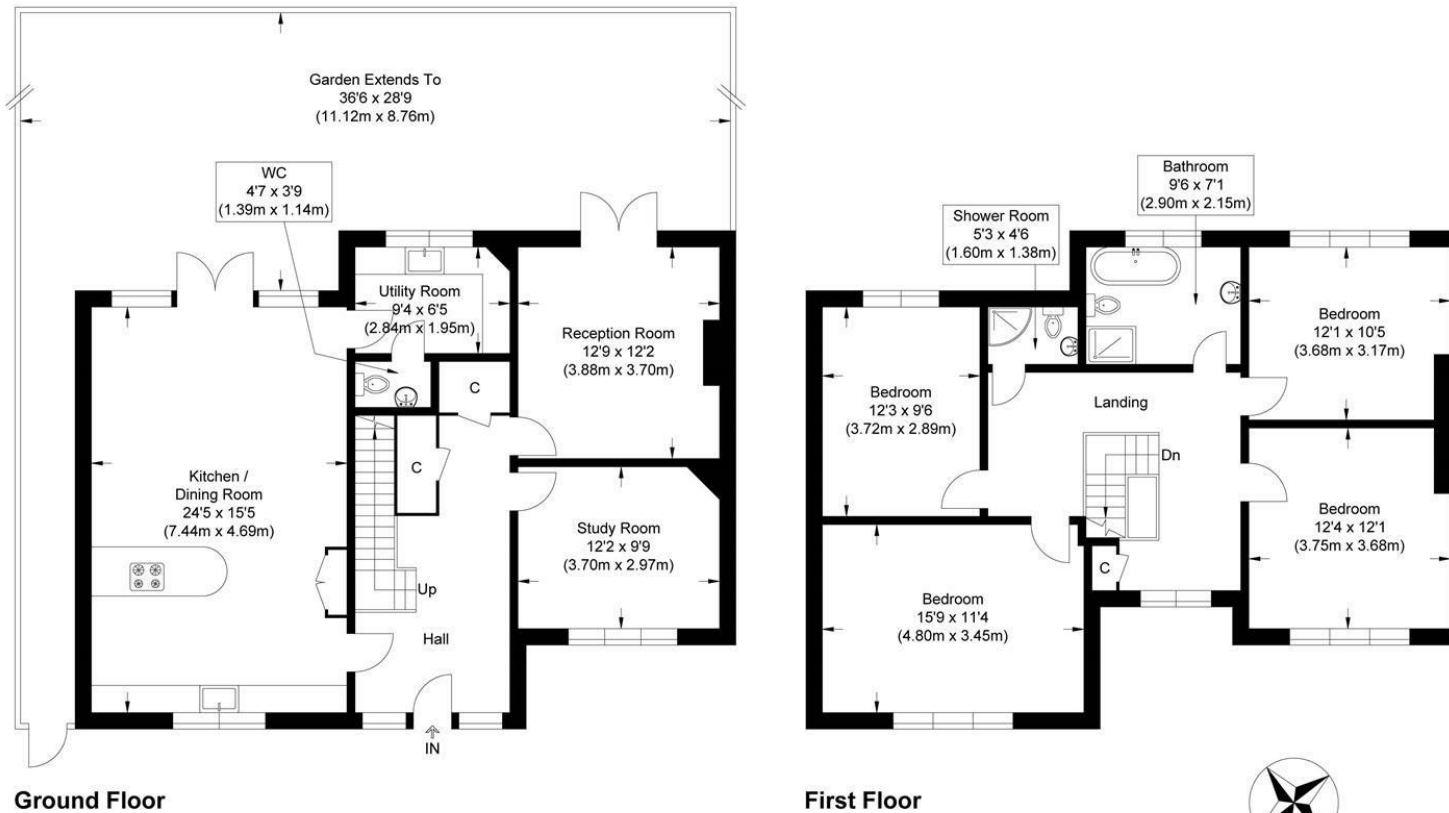 Garden Extends To
36'6 x 28'9
(11.12m x 8.76m)
WC
4'7 x 3'9
(1.39m x 1.14m)
Utility Room
9'4 x 6'5
(2.84m x 1.95m)
Reception Room
12'9 x 12'2
(3.88m x 3.70m)
C
C
Kitchen /
Dining Room
24'5 x 15'5
(7.44m x 4.69m)
Study Room
12'2 x 9'9
(3.70m x 2.97m)
Up
Hall
IN
Ground Floor
Bathroom
9'6 x 7'1
(2.90m x 2.15m)
Shower Room
5'3 x 4'6
(1.60m x 1.38m)
Bedroom
12'1 x 10'5
(3.68m x 3.17m)
Bedroom
12'3 x 9'6
(3.72m x 2.89m)
Landing
Dn
Bedroom
12'4 x 12'1
(3.75m x 3.68m)
C
Bedroom
15'9 x 11'4
(4.80m x 3.45m)
First Floor